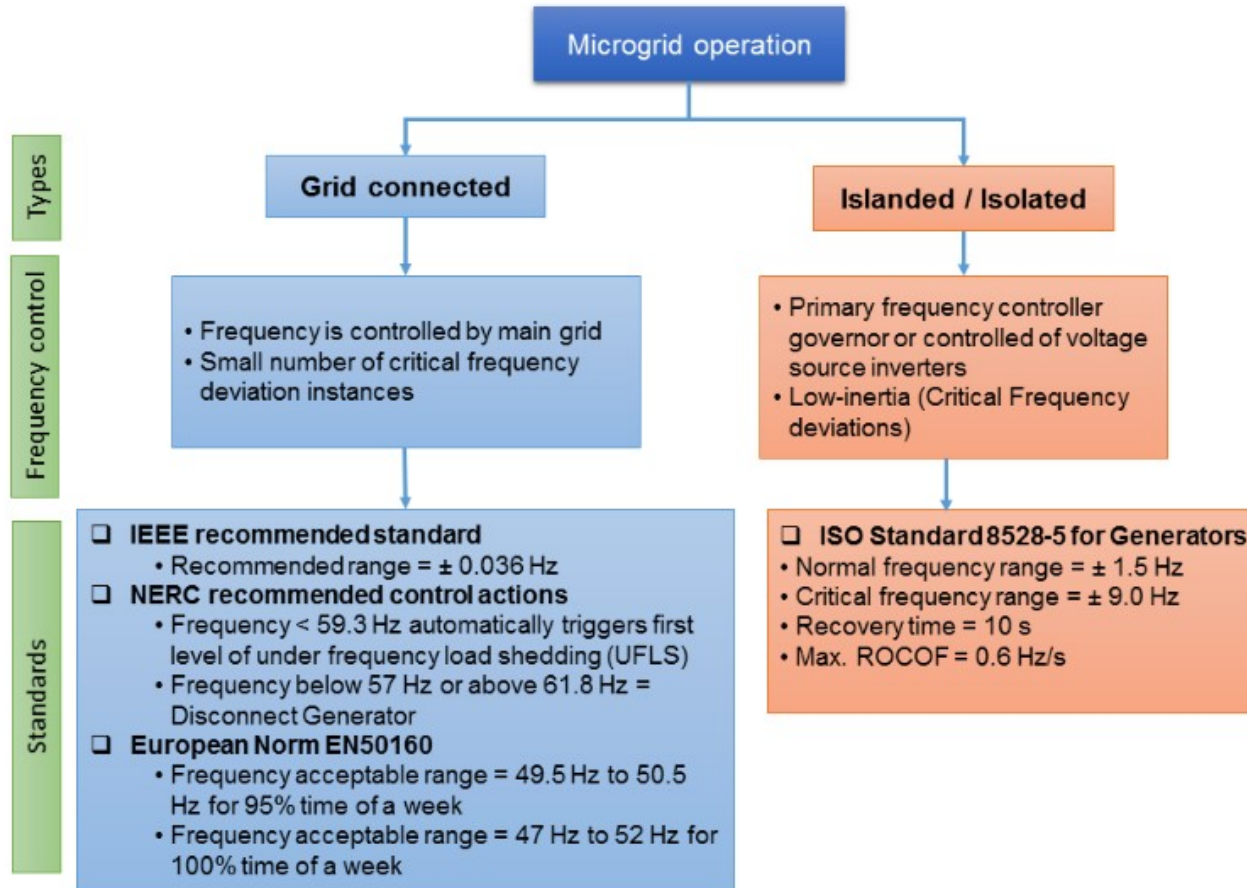 Microgrid operation
Types
Grid connected
Islanded / Isolated
Frequency control
• Frequency is controlled by main grid
• Small number of critical frequency
deviation instances
• Primary frequency controller
governor or controlled of voltage
source inverters
• Low-inertia (Critical Frequency
deviations)
Standards
❑ IEEE recommended standard
• Recommended range = ± 0.036 Hz
❑ NERC recommended control actions
• Frequency < 59.3 Hz automatically triggers first
level of under frequency load shedding (UFLS)
• Frequency below 57 Hz or above 61.8 Hz =
Disconnect Generator
❑ European Norm EN50160
• Frequency acceptable range = 49.5 Hz to 50.5
Hz for 95% time of a week
• Frequency acceptable range = 47 Hz to 52 Hz for
100% time of a week
❑ ISO Standard 8528-5 for Generators
• Normal frequency range = ± 1.5 Hz
• Critical frequency range = ± 9.0 Hz
• Recovery time = 10 s
• Max. ROCOF = 0.6 Hz/s